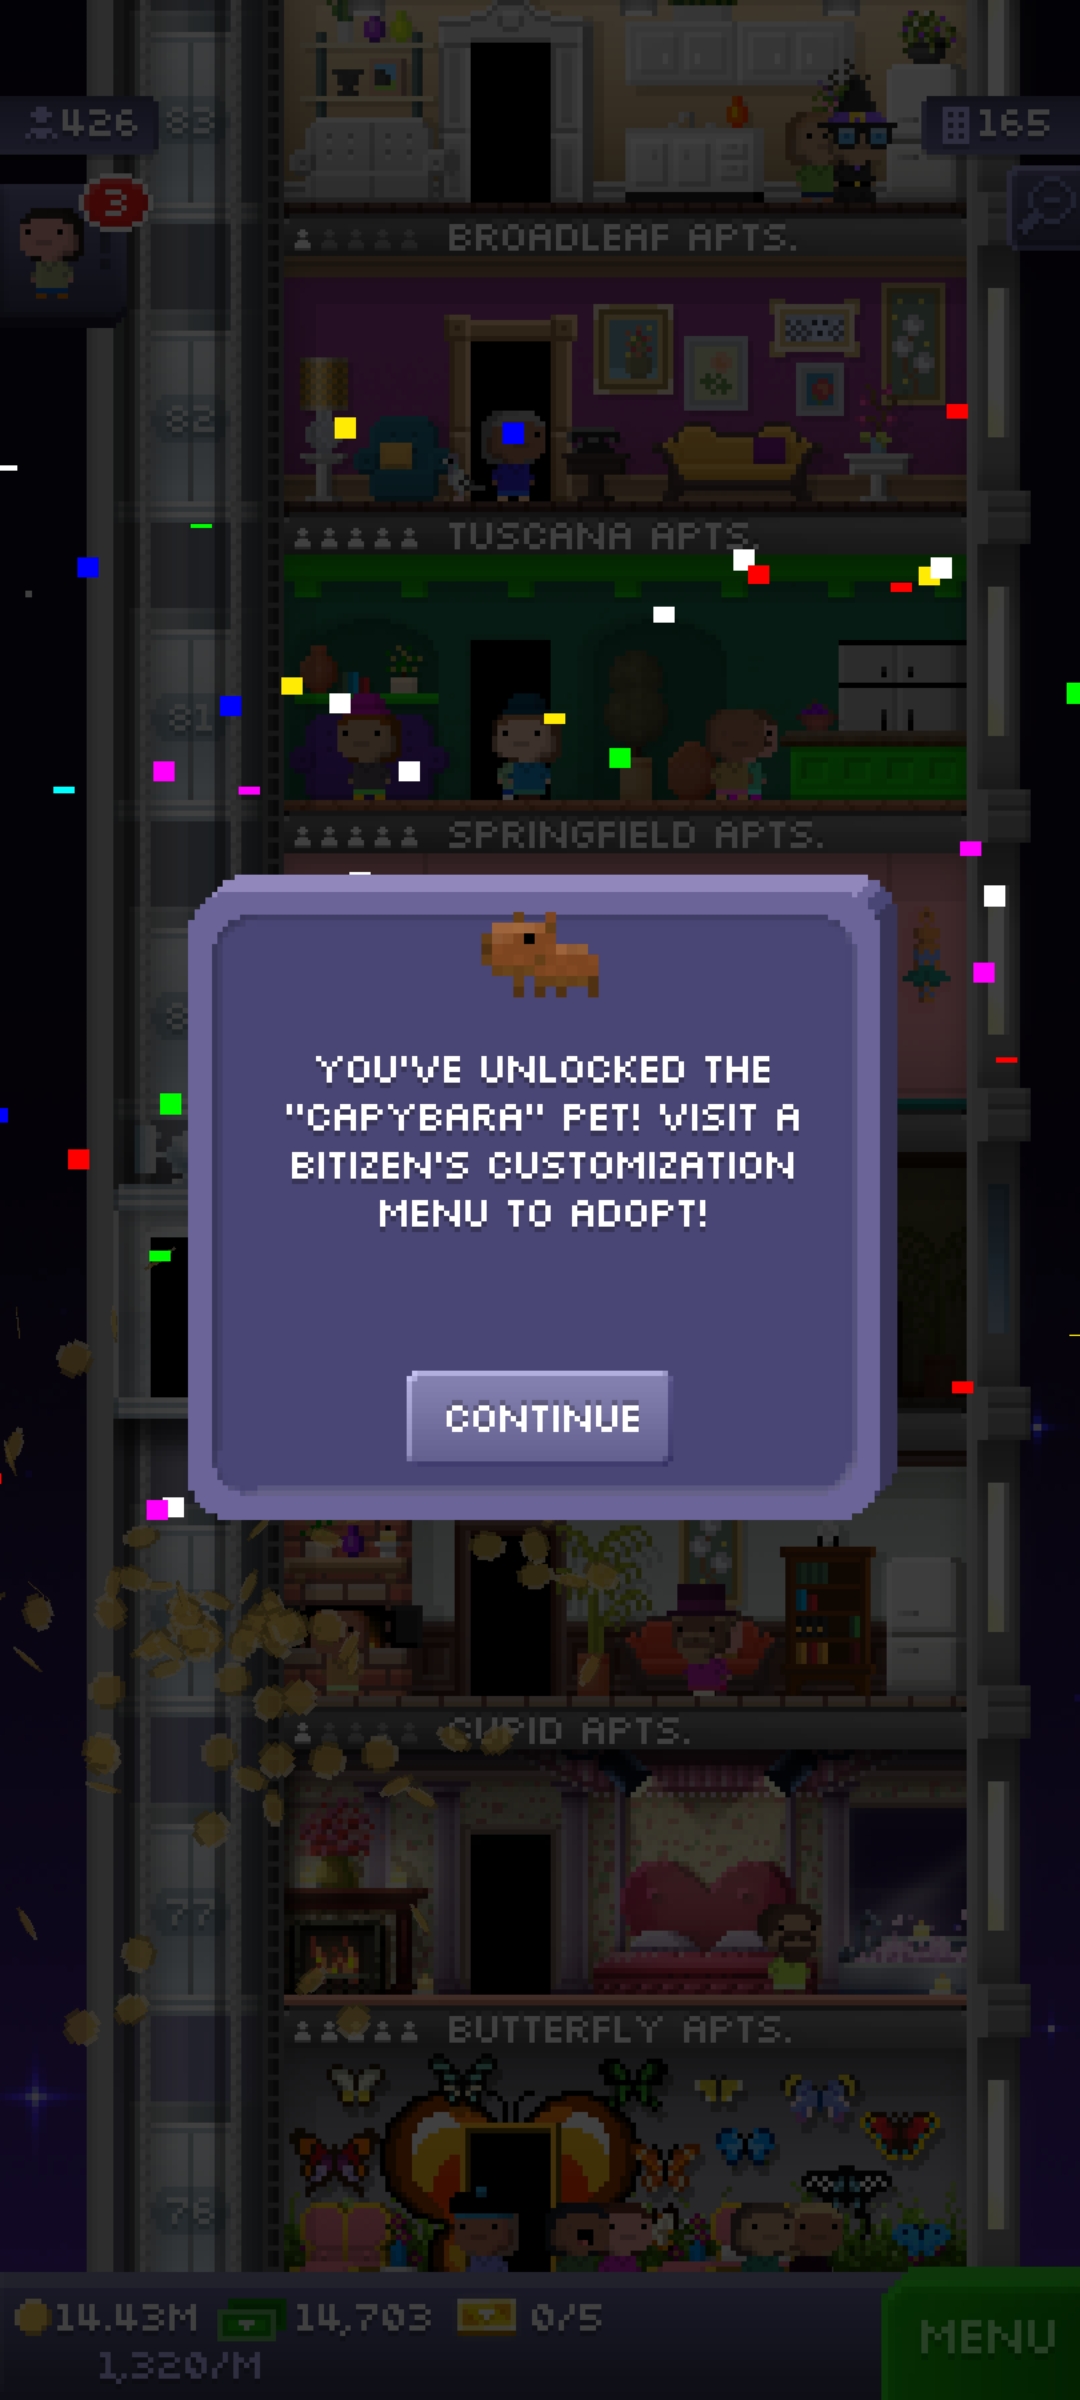 426
83
165
3
BROADLEAF APTS.
82
TUSCANA APTS.
81
SPRINGFIELD APTS.
YOU'VE UNLOCKED THE
"CAPYBARA" PET! VISIT A
BITIZEN'S CUSTOMIZATION
MENU TO ADOPT!
CONTINUE
CUPID APTS.
77
BUTTERFLY APTS.
76
14.43M 14,703 0/5
1,320/M
MENU